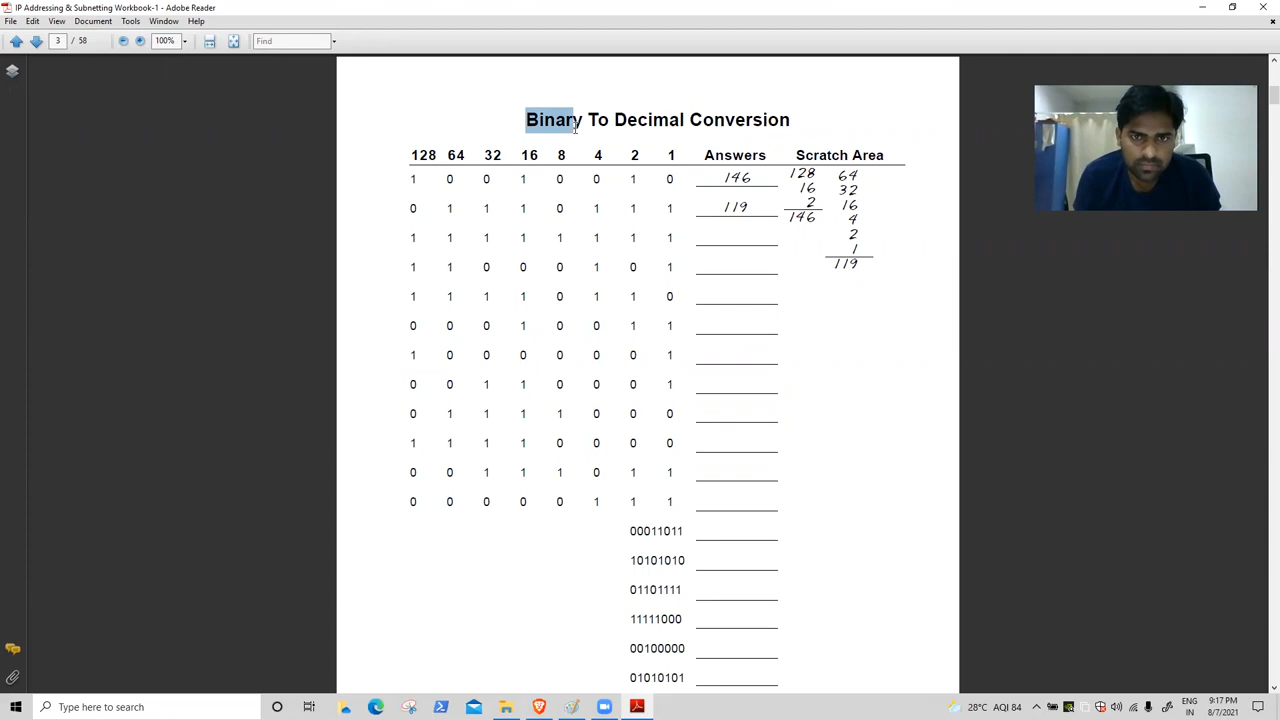 IP Addressing & Subnetting Workbook-1 - Adobe Reader
File Edit View Document Tools Window Help
3 / 58 100% Find
Binary To Decimal Conversion
128 64 32 16 8 4 2 1 Answers Scratch Area
1 0 0 1 0 0 1 0 146 128 64
16 32
0 1 1 1 0 1 1 1 119 2 16
146 4
1 1 1 1 1 1 1 1 2
1
1 1 0 0 0 1 0 1 119
1 1 1 1 0 1 1 0
0 0 0 1 0 0 1 1
1 0 0 0 0 0 0 1
0 0 1 1 0 0 0 1
0 1 1 1 1 0 0 0
1 1 1 1 0 0 0 0
0 0 1 1 1 0 1 1
0 0 0 0 0 1 1 1
00011011
10101010
01101111
11111000
00100000
01010101
Type here to search
28°C AQI 84
ENG
IN
9:17 PM
8/7/2021